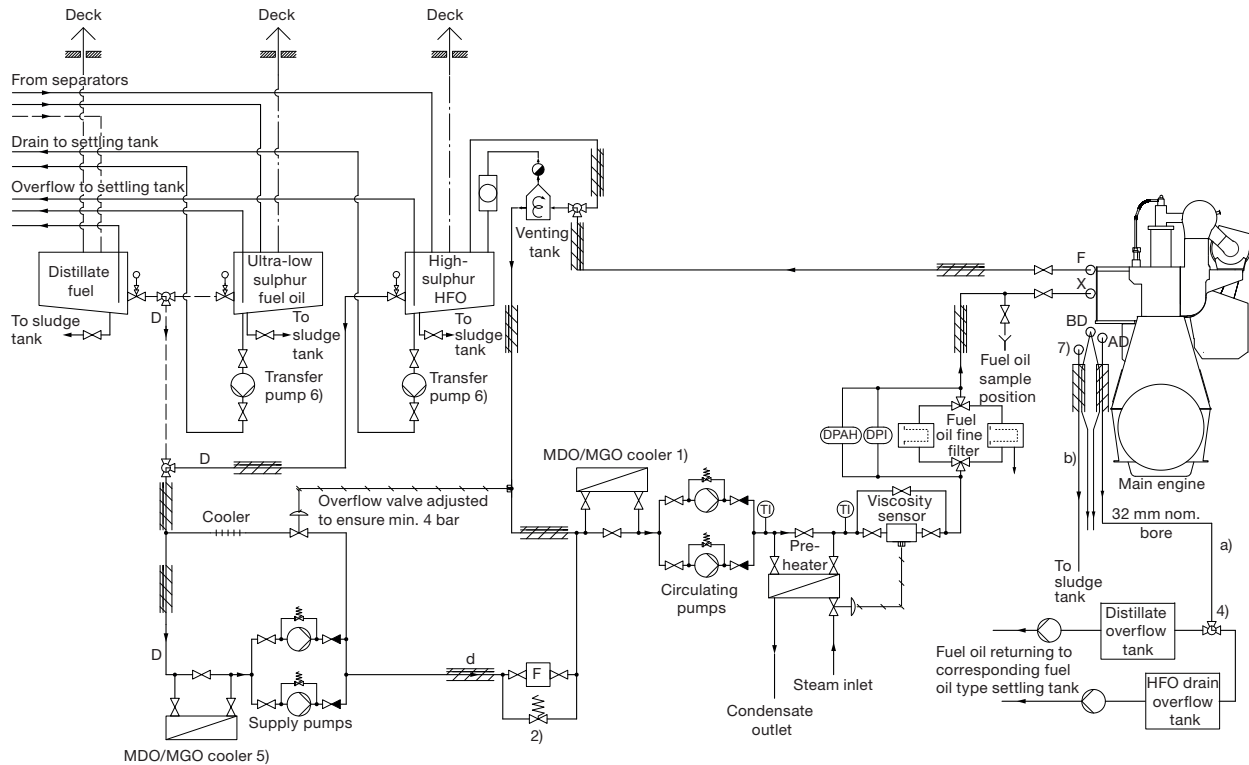 Deck
Deck
Deck
From separators
Drain to settling tank
Overflow to settling tank
Venting
tank
Distillate
fuel
Ultra-low
sulphur
fuel oil
High-
sulphur
HFO
To sludge
tank
To
sludge
tank
To
sludge
tank
D
Transfer
pump 6)
Transfer
pump 6)
F
X
BD
AD
7)
Fuel oil
sample
position
DPAH
DPI
Fuel
oil fine
filter
b)
Main engine
D
MDO/MGO cooler 1)
Overflow valve adjusted
to ensure min. 4 bar
Cooler
TI
TI
Viscosity
sensor
Pre-
heater
Circulating pumps
32 mm nom.
bore
a)
To
sludge
tank
4)
Distillate
overflow
tank
Fuel oil returning to
corresponding fuel
oil type settling tank
HFO drain
overflow
tank
D
d
F
Supply pumps
2)
Steam inlet
Condensate
outlet
MDO/MGO cooler 5)